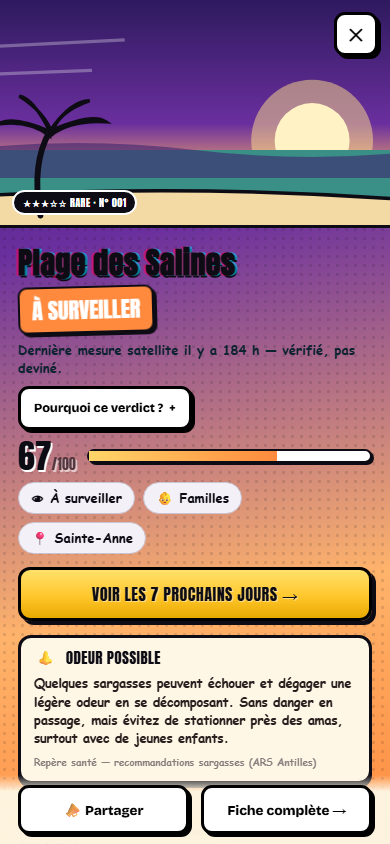 ★★★☆☆ RARE · N° 001
Plage des Salines
À SURVEILLER
Dernière mesure satellite il y a 184 h — vérifié, pas
deviné.
Pourquoi ce verdict ? +
67/100
À surveiller
Familles
Sainte-Anne
VOIR LES 7 PROCHAINS JOURS →
ODEUR POSSIBLE
Quelques sargasses peuvent échouer et dégager une
légère odeur en se décomposant. Sans danger en
passage, mais évitez de stationner près des amas,
surtout avec de jeunes enfants.
Repère santé — recommandations sargasses (ARS Antilles)
Partager
Fiche complète →